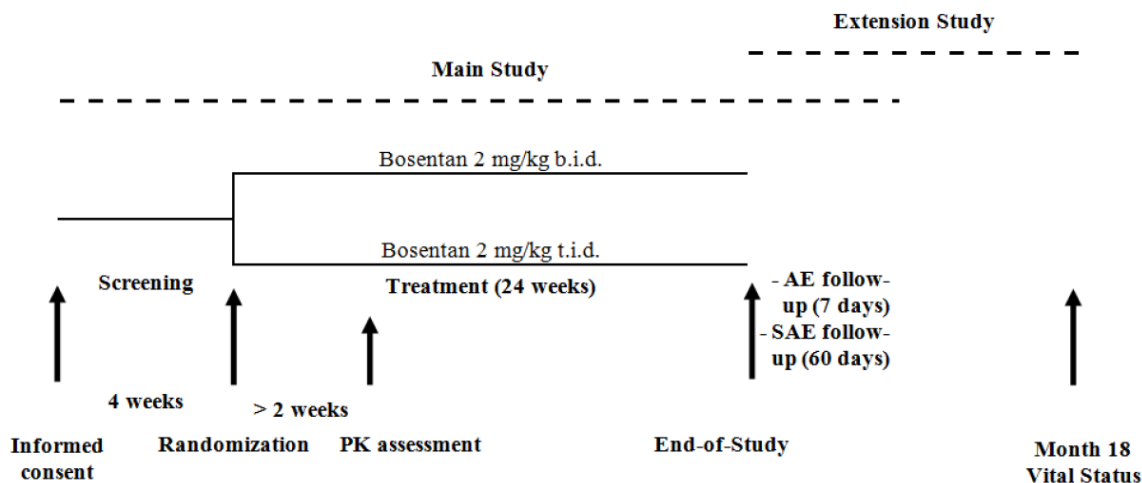 Extension Study
Main Study
Bosentan 2 mg/kg b.i.d.
Bosentan 2 mg/kg t.i.d.
Screening
Treatment (24 weeks)
- AE follow-
up (7 days)
- SAE follow-
up (60 days)
4 weeks
> 2 weeks
Informed
consent
Randomization
PK assessment
End-of-Study
Month 18
Vital Status